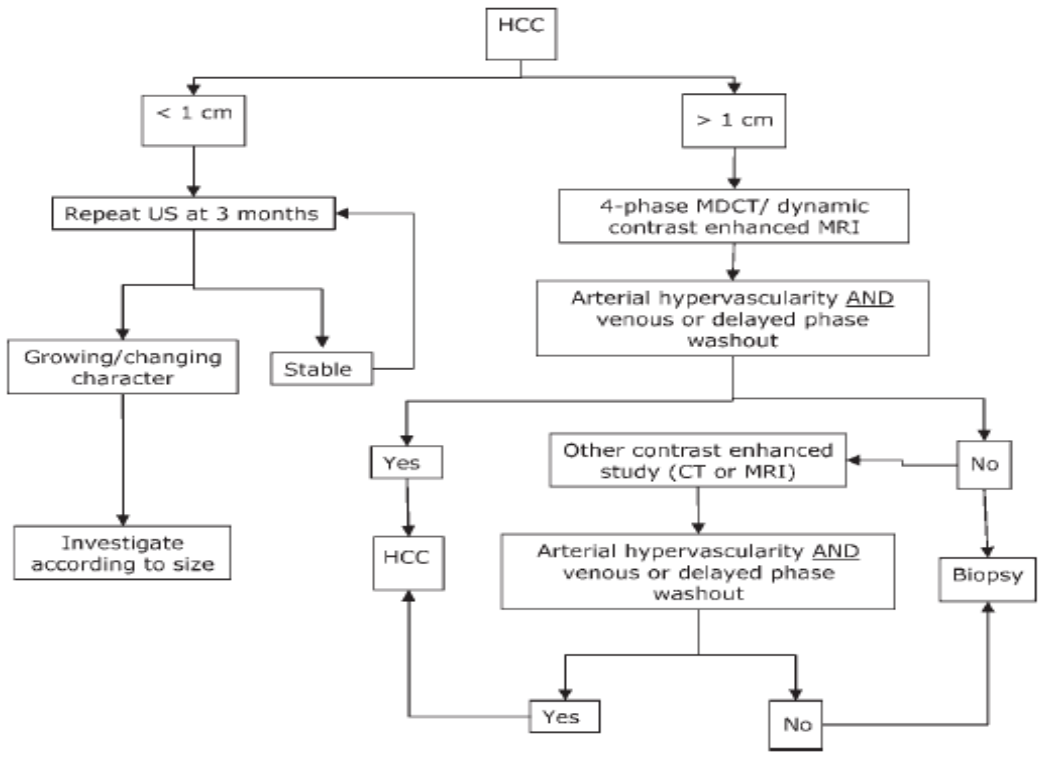 HCC
< 1 cm
> 1 cm
Repeat US at 3 months
4-phase MDCT/ dynamic
contrast enhanced MRI
Arterial hypervascularity AND
venous or delayed phase
washout
Growing/changing
character
Stable
Investigate
according to size
Yes
No
Other contrast enhanced
study (CT or MRI)
HCC
Arterial hypervascularity AND
venous or delayed phase
washout
Biopsy
Yes
No